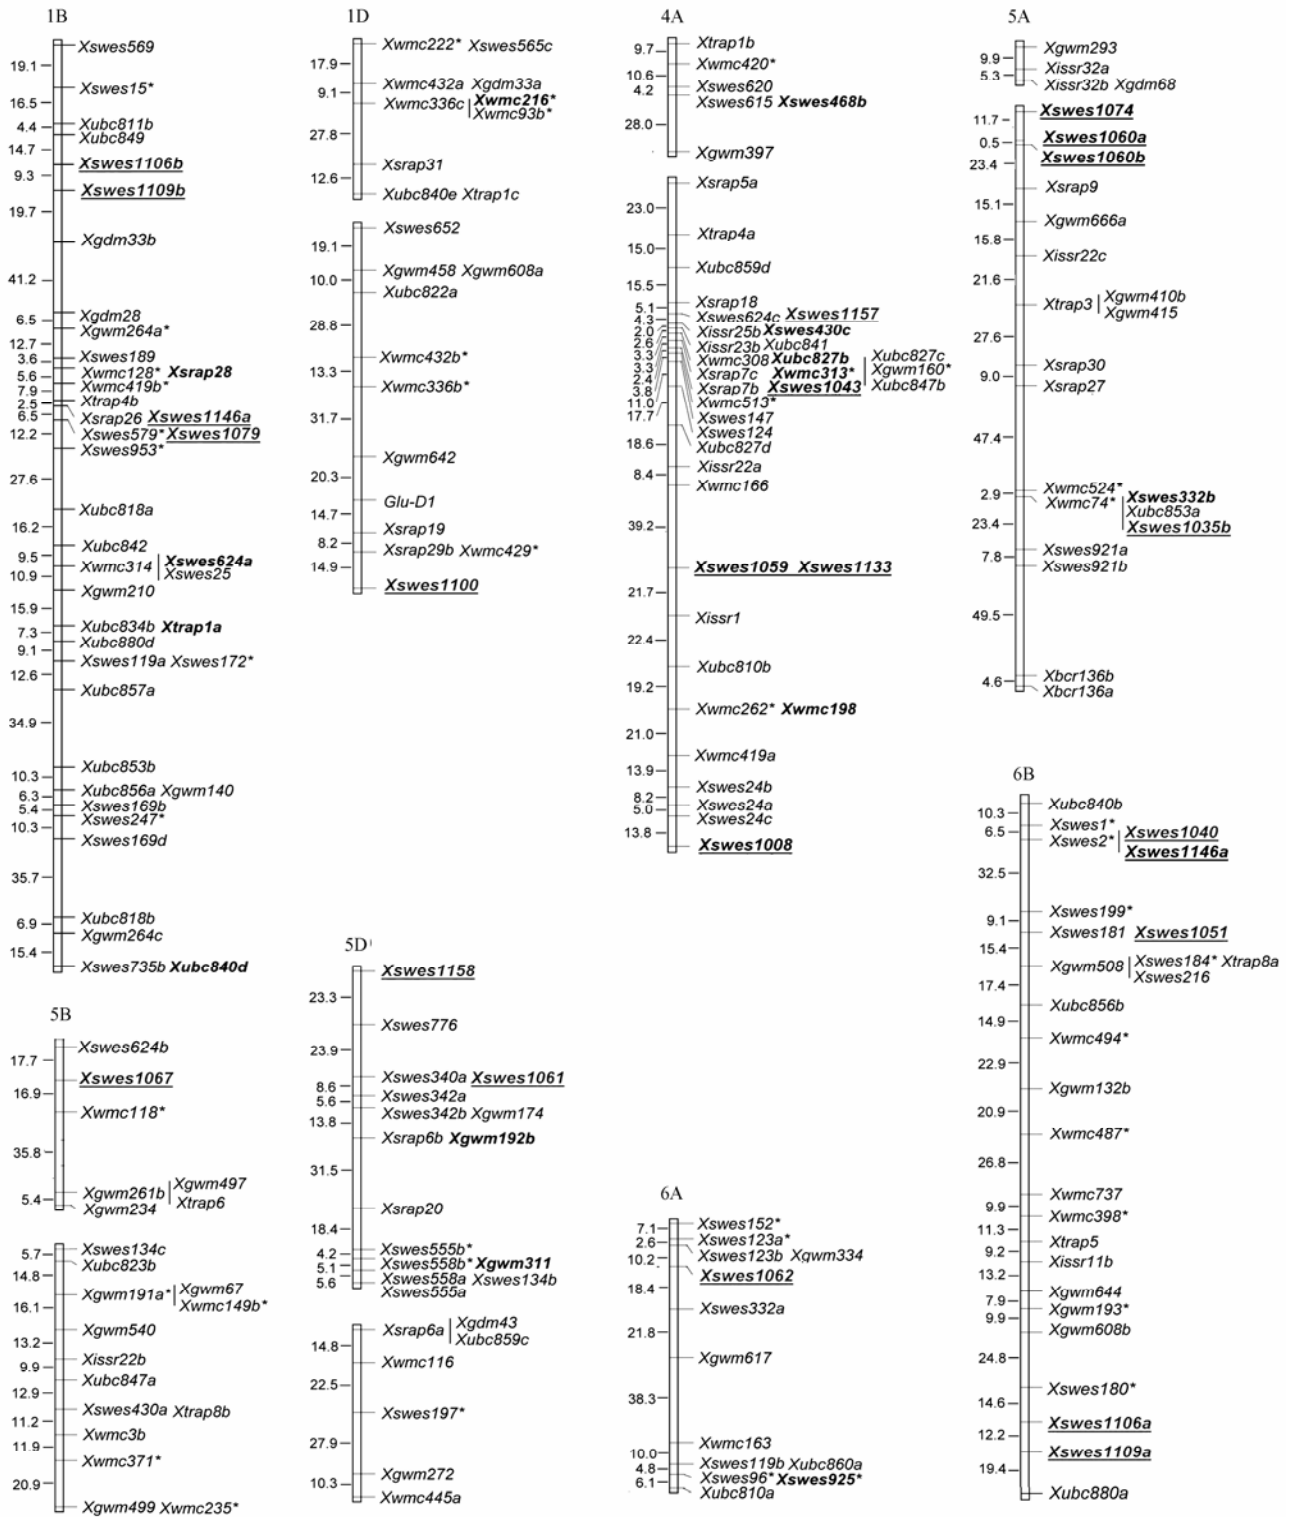 1B
Xswes569
19.1
Xswes15*
16.5
Xubc811b
4.4
Xubc849
14.7
Xswes1106b
9.3
Xswes1109b
19.7
Xgdm33b
41.2
Xgdm28
6.5
Xgwm264a*
12.7
Xswes189
3.6
Xwmc128* Xsrap28
5.6
Xwmc419b*
7.9
Xtrap4b
2.9
Xsrap26 Xswes1146a
6.5
Xswes579* Xswes1079
12.2
Xswes953*
27.6
Xubc818a
16.2
Xubc842
9.5
Xwmc314 Xswes624a
Xswes25
10.9
Xgwm210
15.9
Xubc834b Xtrap1a
7.3
Xubc880d
9.1
Xswes119a Xswes172*
12.6
Xubc857a
34.9
Xubc853b
10.3
Xubc856a Xgwm140
6.3
Xswes169b
5.4
Xswes247*
10.3
Xswes169d
35.7
Xubc818b
6.9
Xgwm264c
15.4
Xswes735b Xubc840d
1D
Xwmc222* Xswes565c
17.9
Xwmc432a Xgdm33a
9.1
Xwmc336c Xwmc216*
Xwmc93b*
27.8
Xsrap31
12.6
Xubc840e Xtrap1c
Xswes652
19.1
Xgwm458 Xgwm608a
10.0
Xubc822a
28.8
Xwmc432b*
13.3
Xwmc336b*
31.7
Xgwm642
20.3
Glu-D1
14.7
Xsrap19
8.2
Xsrap29b Xwmc429*
14.9
Xswes1100
4A
Xtrap1b
9.7
Xwmc420*
10.6
Xswes620
4.2
Xswes615 Xswes468b
28.0
Xgwm397
Xsrap5a
23.0
Xtrap4a
15.0
Xubc859d
15.5
Xsrap18
5.1
Xswes624c Xswes1157
4.3
Xissr25b Xswes430c
2.0
Xissr23b Xubc841
2.6
Xwmc308 Xubc827b Xubc827c
3.3
Xsrap7c Xwmc313* Xgwm160*
3.3
Xsrap7b Xswes1043 Xubc847b
2.4
Xwmc513*
3.8
Xswes147
11.0
Xswes124
17.7
Xubc827d
18.6
Xissr22a
8.4
Xwmc166
39.2
Xswes1059 Xswes1133
21.7
Xissr1
22.4
Xubc810b
19.2
Xwmc262* Xwmc198
21.0
Xwmc419a
13.9
Xswes24b
8.2
Xswes24a
5.0
Xswes24c
13.8
Xswes1008
5A
Xgwm293
9.9
Xissr32a
5.3
Xissr32b Xgdm68
Xswes1074
11.7
Xswes1060a
0.5
Xswes1060b
23.4
Xsrap9
15.1
Xgwm666a
15.8
Xissr22c
21.6
Xtrap3 Xgwm410b
Xgwm415
27.6
Xsrap30
9.0
Xsrap27
47.4
Xwmc524*
2.9
Xwmc74* Xswes332b
Xubc853a
Xswes1035b
23.4
Xswes921a
7.8
Xswes921b
49.5
Xbcr136b
4.6
Xbcr136a
5B
Xswes624b
17.7
Xswes1067
16.9
Xwmc118*
35.8
Xgwm261b Xgwm497
5.4
Xgwm234 Xtrap6
Xswes134c
5.7
Xubc823b
14.8
Xgwm191a* Xgwm67
Xwmc149b*
16.1
Xgwm540
13.2
Xissr22b
9.9
Xubc847a
12.9
Xswes430a Xtrap8b
11.2
Xwmc3b
11.9
Xwmc371*
20.9
Xgwm499 Xwmc235*
5D
Xswes1158
23.3
Xswes776
23.9
Xswes340a Xswes1061
8.6
Xswes342a
5.6
Xswes342b Xgwm174
13.8
Xsrap6b Xgwm192b
31.5
Xsrap20
18.4
Xswes555b*
4.2
Xswes558b* Xgwm311
5.1
Xswes558a Xswes134b
5.6
Xswes555a
Xsrap6a Xgdm43
Xubc859c
14.8
Xwmc116
22.5
Xswes197*
27.9
Xgwm272
10.3
Xwmc445a
6A
Xswes152*
7.1
Xswes123a*
2.6
Xswes123b Xgwm334
10.2
Xswes1062
18.4
Xswes332a
21.8
Xgwm617
38.3
Xwmc163
10.0
Xswes119b Xubc860a
4.8
Xswes96* Xswes925*
6.1
Xubc810a
6B
Xubc840b
10.3
Xswes1*
6.5
Xswes2* Xswes1040
Xswes1146a
32.5
Xswes199*
9.1
Xswes181 Xswes1051
15.4
Xgwm508 Xswes184* Xtrap8a
Xswes216
17.4
Xubc856b
14.9
Xwmc494*
22.9
Xgwm132b
20.9
Xwmc487*
26.8
Xwmc737
9.9
Xwmc398*
11.3
Xtrap5
9.2
Xissr11b
13.2
Xgwm644
7.9
Xgwm193*
9.9
Xgwm608b
24.8
Xswes180*
14.6
Xswes1106a
12.2
Xswes1109a
19.4
Xubc880a